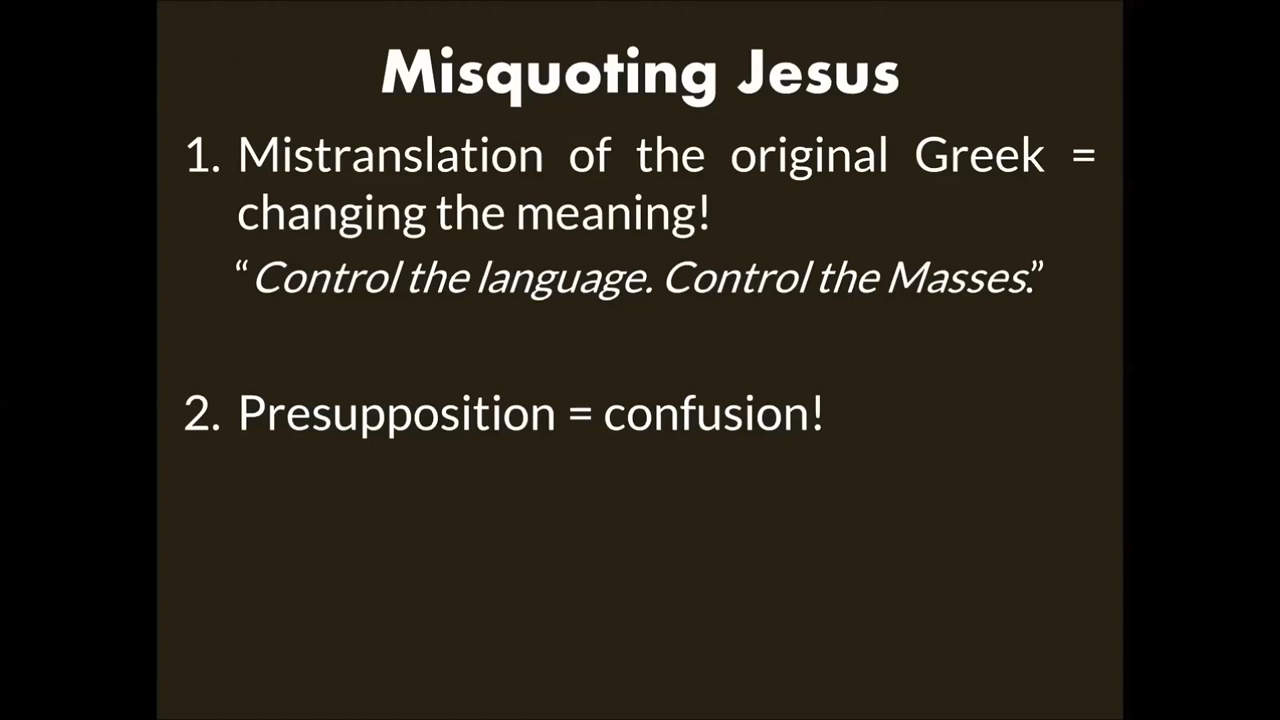 Misquoting Jesus
1. Mistranslation of the original Greek =
changing the meaning!
“Control the language. Control the Masses.”
2. Presupposition = confusion!